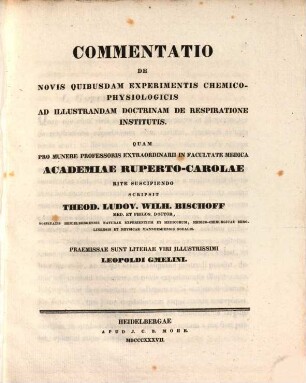 COMMENTATIO
DE
NOVIS QUIBUSDAM EXPERIMENTIS CHEMICO-
PHYSIOLOGICIS
AD ILLUSTRANDAM DOCTRINAM DE RESPIRATIONE
INSTITUTIS.
QUAM
PRO MUNERE PROFESSORIS EXTRAORDINARII IN FACULTATE MEDICA
ACADEMIAE RUPERTO-CAROLAE
RITE SUSCIPIENDO
SCRIPSIT
THEOD. LUDOV. WILH. BISCHOFF
MED. ET PHILOS. DOCTOR,
PRAEMISSAE SUNT LITERAE VIRI ILLUSTRISSIMI
LEOPOLDI GMELINI.
HEIDELBERGAE
APUD J. C. B. MOHR.
MDCCCXXXVII.